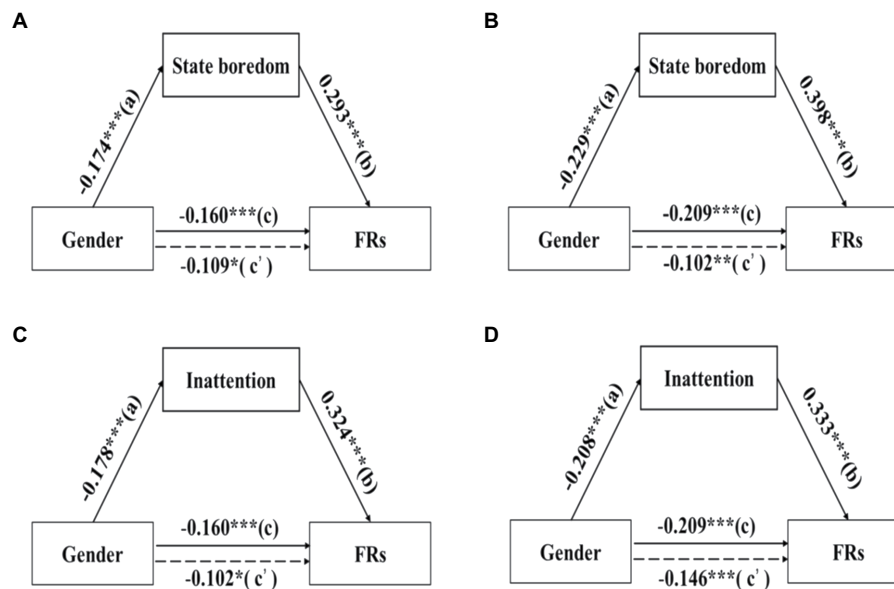 A
State boredom
-0.174***(a)
0.293***(b)
Gender
-0.160***(c)
-0.109*( c’ )
FRs
B
State boredom
-0.229***(a)
0.398***(b)
Gender
-0.209***(c)
-0.102**( c’ )
FRs
C
Inattention
-0.178***(a)
0.324***(b)
Gender
-0.160***(c)
-0.102*( c’ )
FRs
D
Inattention
-0.208***(a)
0.333***(b)
Gender
-0.209***(c)
-0.146***( c’ )
FRs